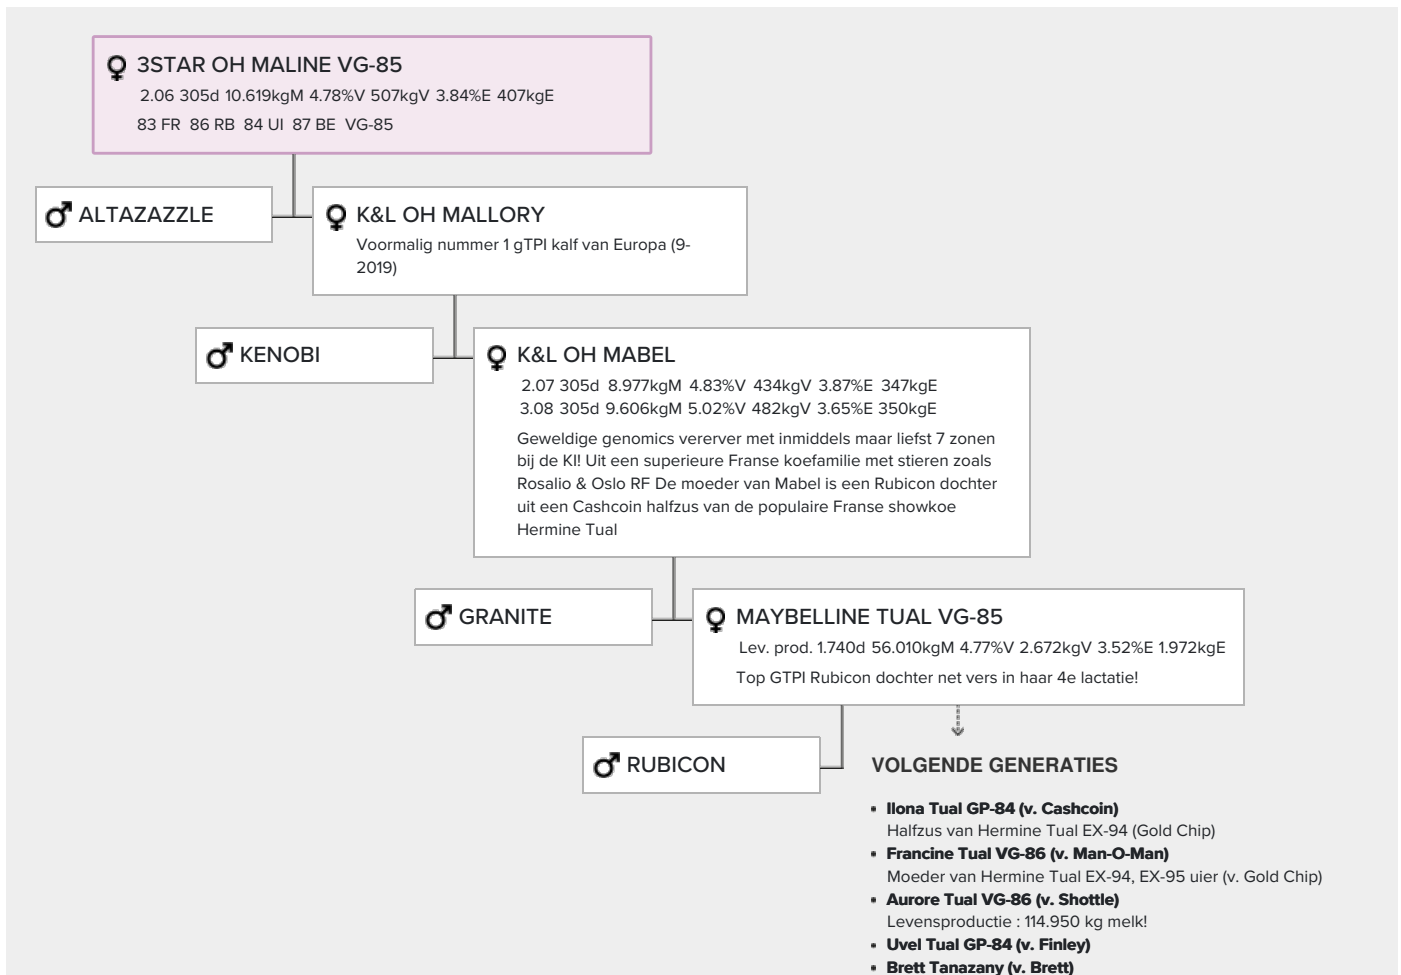 3STAR OH MALINE VG-85
2.06 305d 10.619kgM 4.78%V 507kgV 3.84%E 407kgE
83 FR 86 RB 84 UI 87 BE VG-85
ALTAZAZZLE
K&L OH MALLORY
Voormalig nummer 1 gTPI kalf van Europa (9-
2019)
KENOBI
K&L OH MABEL
2.07 305d 8.977kgM 4.83%V 434kgV 3.87%E 347kgE
3.08 305d 9.606kgM 5.02%V 482kgV 3.65%E 350kgE
Geweldige genomics vererver met inmiddels maar liefst 7 zonen
bij de KI! Uit een superieure Franse koefamilie met stieren zoals
Rosalio & Oslo RF De moeder van Mabel is een Rubicon dochter
uit een Cashcoin halfzus van de populaire Franse showkoe
Hermine Tual
GRANITE
MAYBELLINE TUAL VG-85
Lev. prod. 1.740d 56.010kgM 4.77%V 2.672kgV 3.52%E 1.972kgE
Top GTPI Rubicon dochter net vers in haar 4e lactatie!
RUBICON
VOLGENDE GENERATIES
• Ilona Tual GP-84 (v. Cashcoin)
Halfzus van Hermine Tual EX-94 (Gold Chip)
• Francine Tual VG-86 (v. Man-O-Man)
Moeder van Hermine Tual EX-94, EX-95 uier (v. Gold Chip)
• Aurore Tual VG-86 (v. Shottle)
Levensproductie : 114.950 kg melk!
• Uvel Tual GP-84 (v. Finley)
• Brett Tanazany (v. Brett)